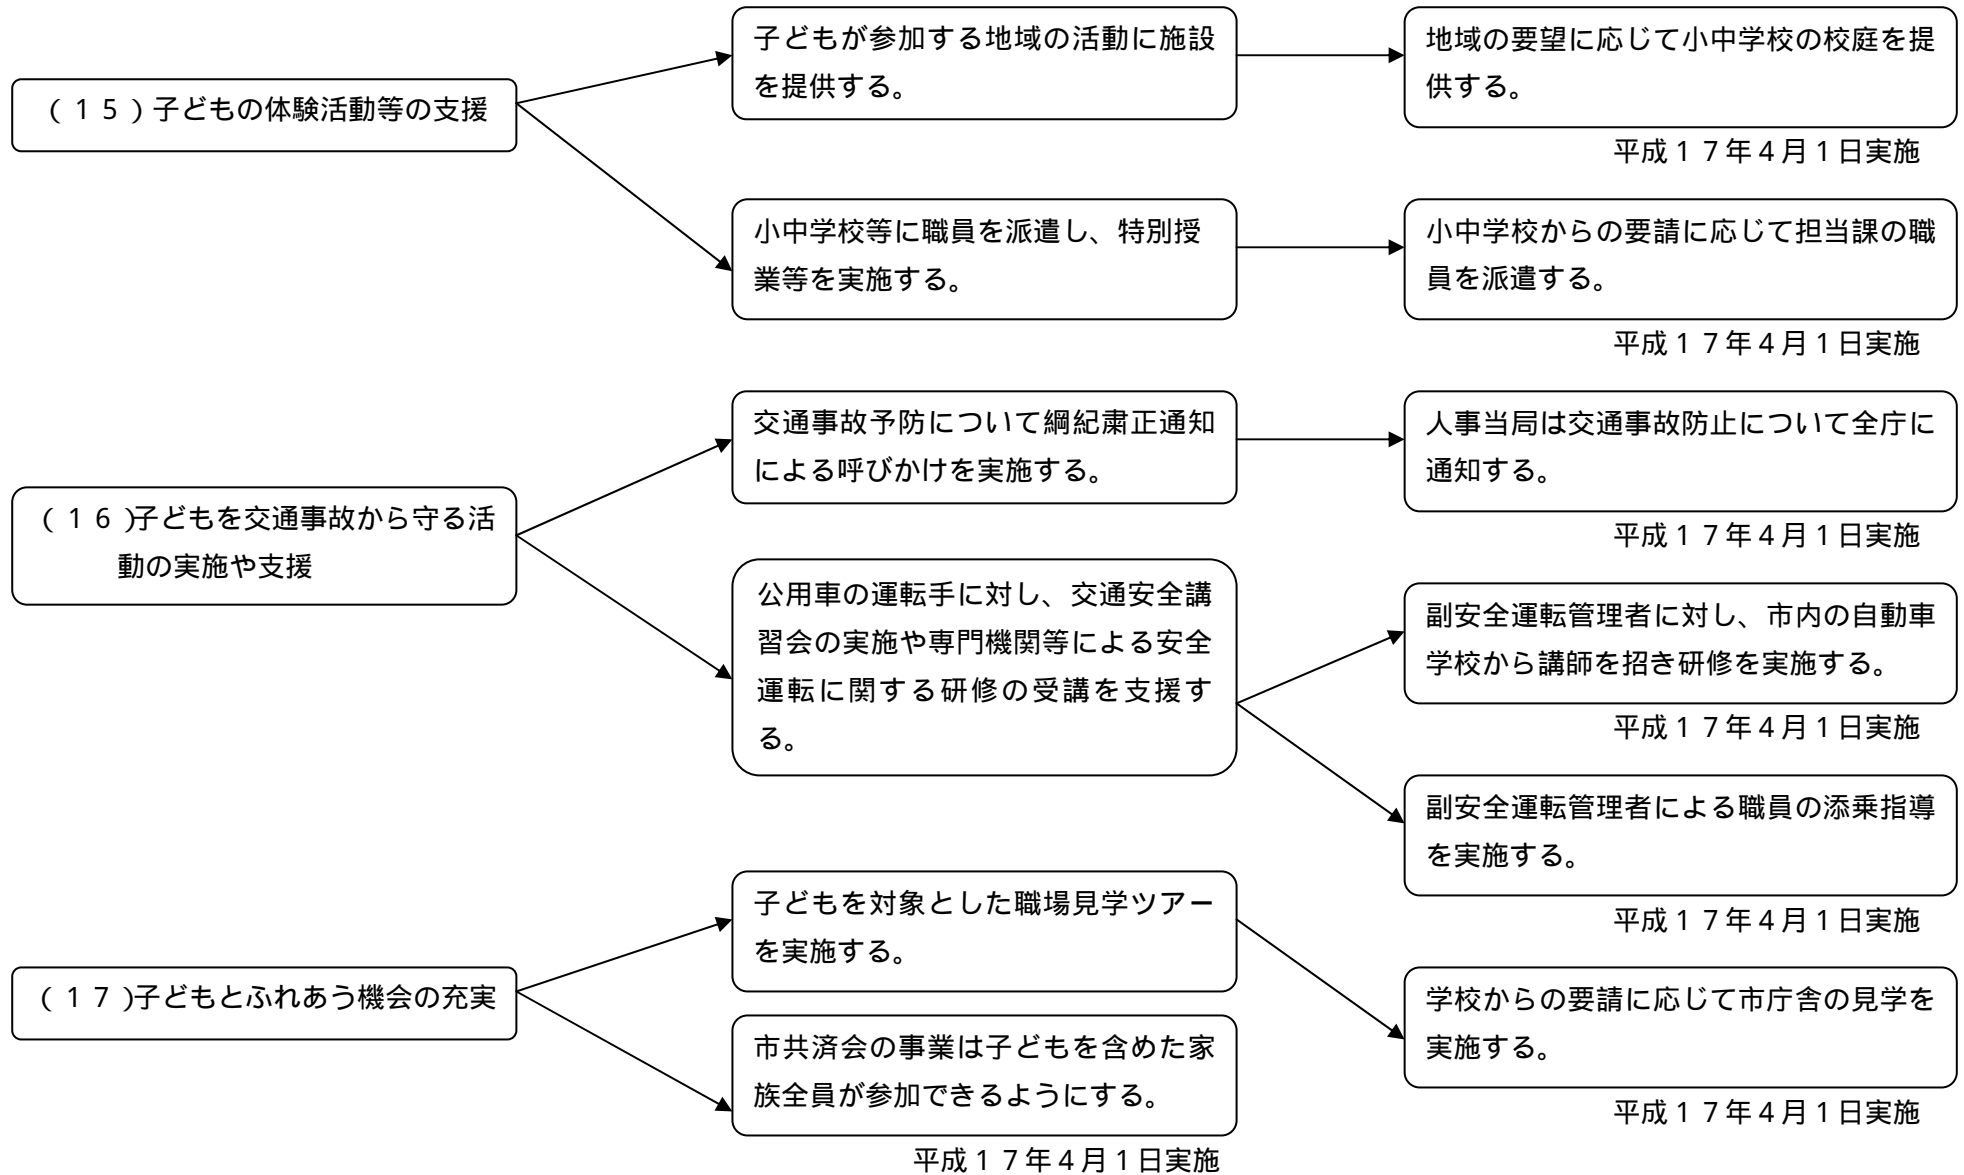 （１５）子どもの体験活動等の支援
子どもが参加する地域の活動に施設
を提供する。
地域の要望に応じて小中学校の校庭を提
供する。
平成１７年４月１日実施
小中学校等に職員を派遣し、特別授
業等を実施する。
小中学校からの要請に応じて担当課の職
員を派遣する。
平成１７年４月１日実施
（１６）子どもを交通事故から守る活
動の実施や支援
交通事故予防について綱紀粛正通知
による呼びかけを実施する。
人事当局は交通事故防止について全庁に
通知する。
平成１７年４月１日実施
公用車の運転手に対し、交通安全講
習会の実施や専門機関等による安全
運転に関する研修の受講を支援す
る。
副安全運転管理者に対し、市内の自動車
学校から講師を招き研修を実施する。
平成１７年４月１日実施
副安全運転管理者による職員の添乗指導
を実施する。
平成１７年４月１日実施
（１７）子どもとふれあう機会の充実
子どもを対象とした職場見学ツアー
を実施する。
学校からの要請に応じて市庁舎の見学を
実施する。
平成１７年４月１日実施
市共済会の事業は子どもを含めた家
族全員が参加できるようにする。
平成１７年４月１日実施